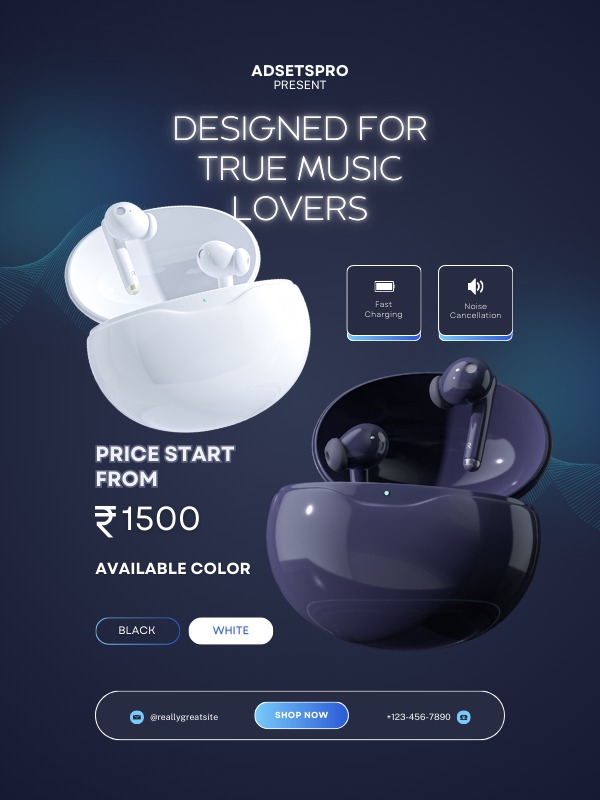 ADSETSPRO
PRESENT
DESIGNED FOR
TRUE MUSIC
LOVERS
Fast
Charging
Noise
Cancellation
PRICE START
FROM
₹1500
AVAILABLE COLOR
BLACK
WHITE
@reallygreatsite
SHOP NOW
+123-456-7890